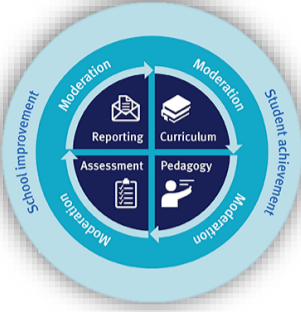 School improvement
Student achievement
Moderation
Moderation
Reporting
Curriculum
Assessment
Pedagogy
Moderation
Moderation